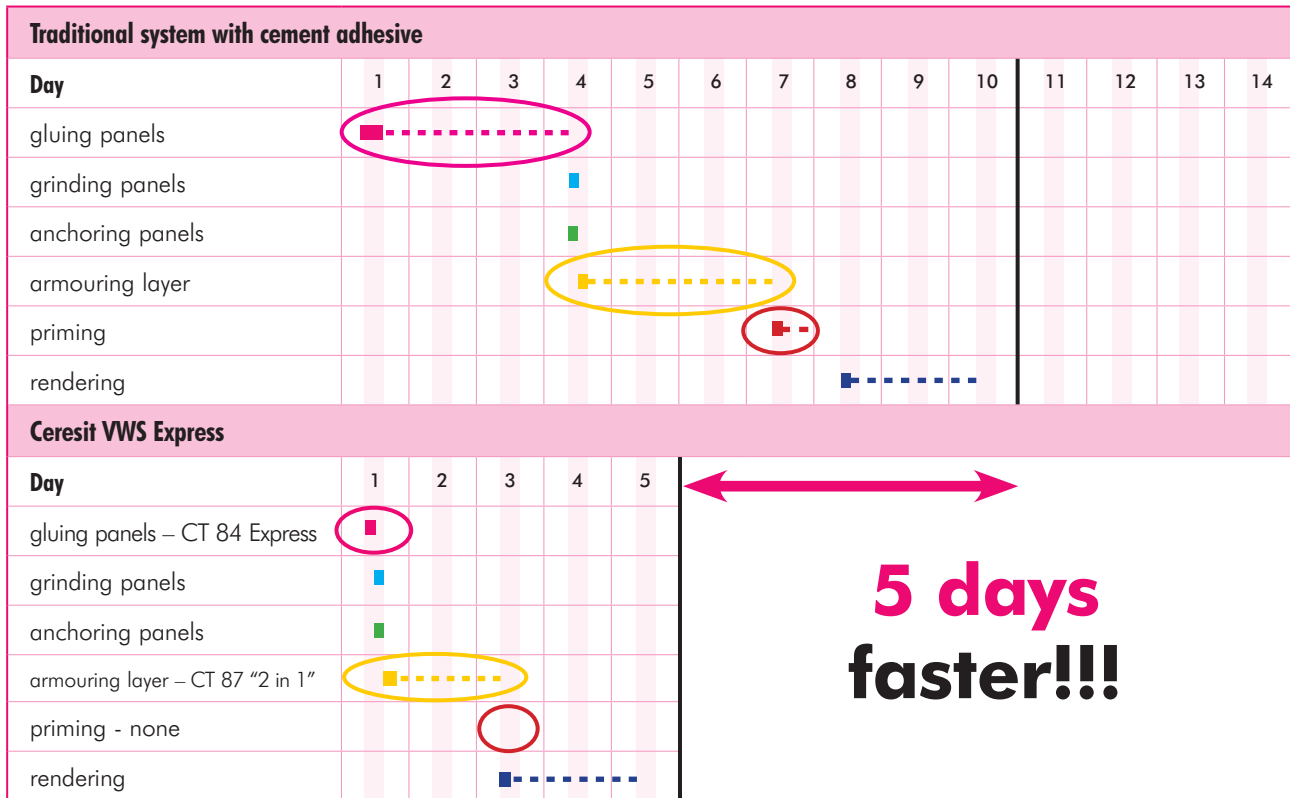 Traditional system with cement adhesive
Day 1 2 3 4 5 6 7 8 9 10 11 12 13 14
gluing panels
grinding panels
anchoring panels
armouring layer
priming
rendering
Ceresit VWS Express
Day 1 2 3 4 5
gluing panels – CT 84 Express
grinding panels
anchoring panels
armouring layer – CT 87 “2 in 1”
priming - none
rendering
5 days
faster!!!